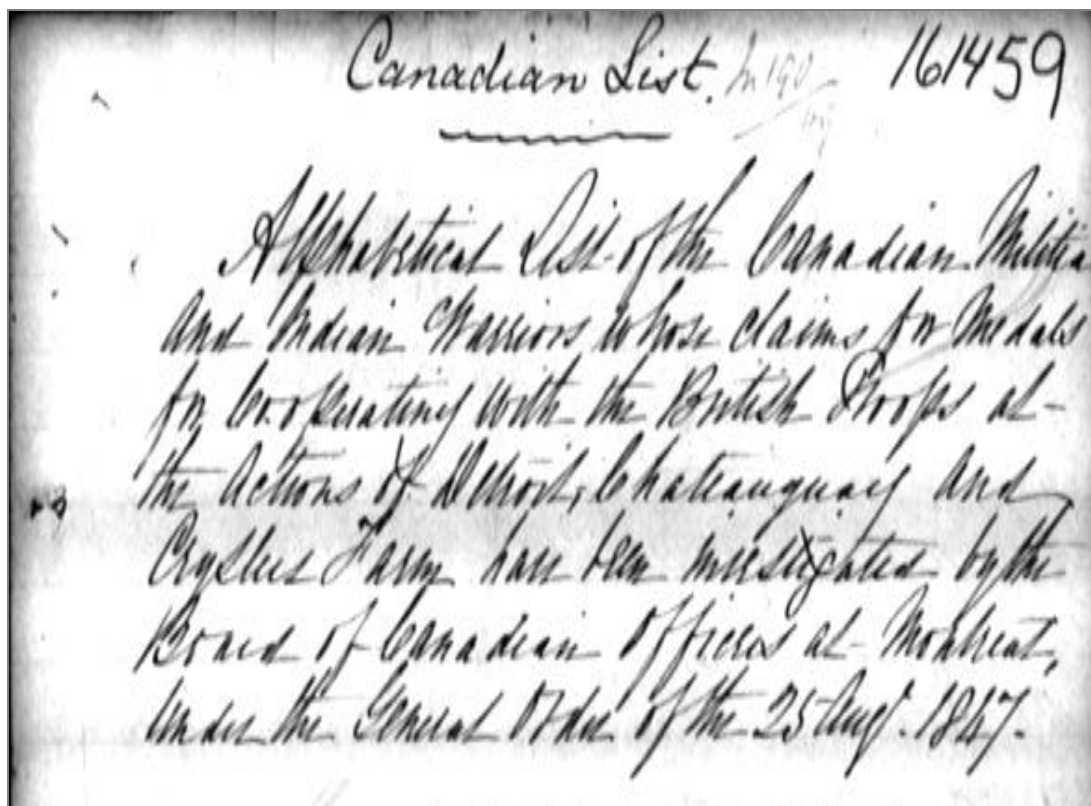 Canadian List. 161459
Alphabetical List of the Canadian Militia
and Indian Warriors whose claims for Medals
for Cooperating with the British Troops at
the Actions of Detroit, Chateauguay and
Cryslers Farm have been investigated by the
Board of Canadian Officers at Montreal,
under the General Order of the 25 Augt. 1847.